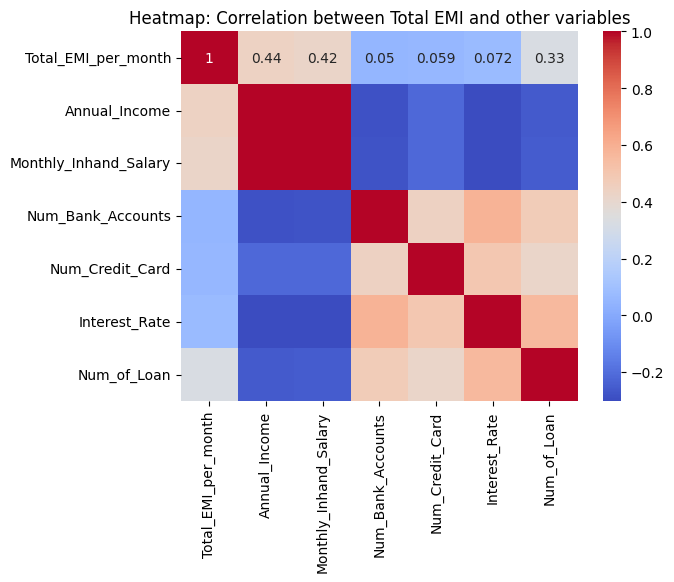 Heatmap: Correlation between Total EMI and other variables
Total_EMI_per_month
1
0.44
0.42
0.05
0.059
0.072
0.33
Annual_Income
Monthly_Inhand_Salary
Num_Bank_Accounts
Num_Credit_Card
Interest_Rate
Num_of_Loan
1.0
0.8
0.6
0.4
0.2
0.0
−0.2
Total_EMI_per_month
Annual_Income
Monthly_Inhand_Salary
Num_Bank_Accounts
Num_Credit_Card
Interest_Rate
Num_of_Loan